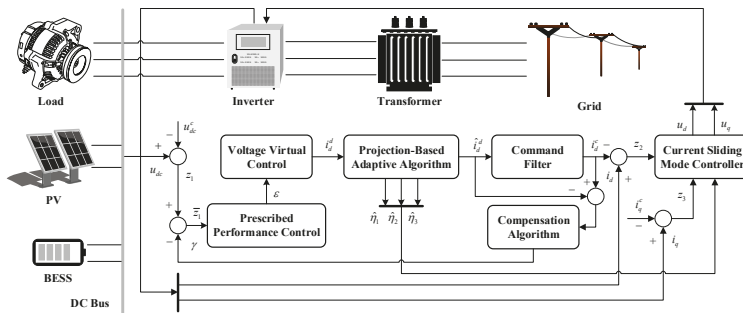 Load
Inverter
Transformer
Grid
PV
BESS
DC Bus
− u_dc^c
+
u_dc
z_1
+
−
z̄_1
γ
Voltage Virtual
Control
ε
Prescribed
Performance Control
i_d^d
Projection-Based
Adaptive Algorithm
η̂_1 η̂_2 η̂_3
î_d^d
Command
Filter
i_d^c −
+
−
Compensation
Algorithm
z_2
i_d
+
u_d u_q
Current Sliding
Mode Controller
z_3
i_q^c
−
+ i_q